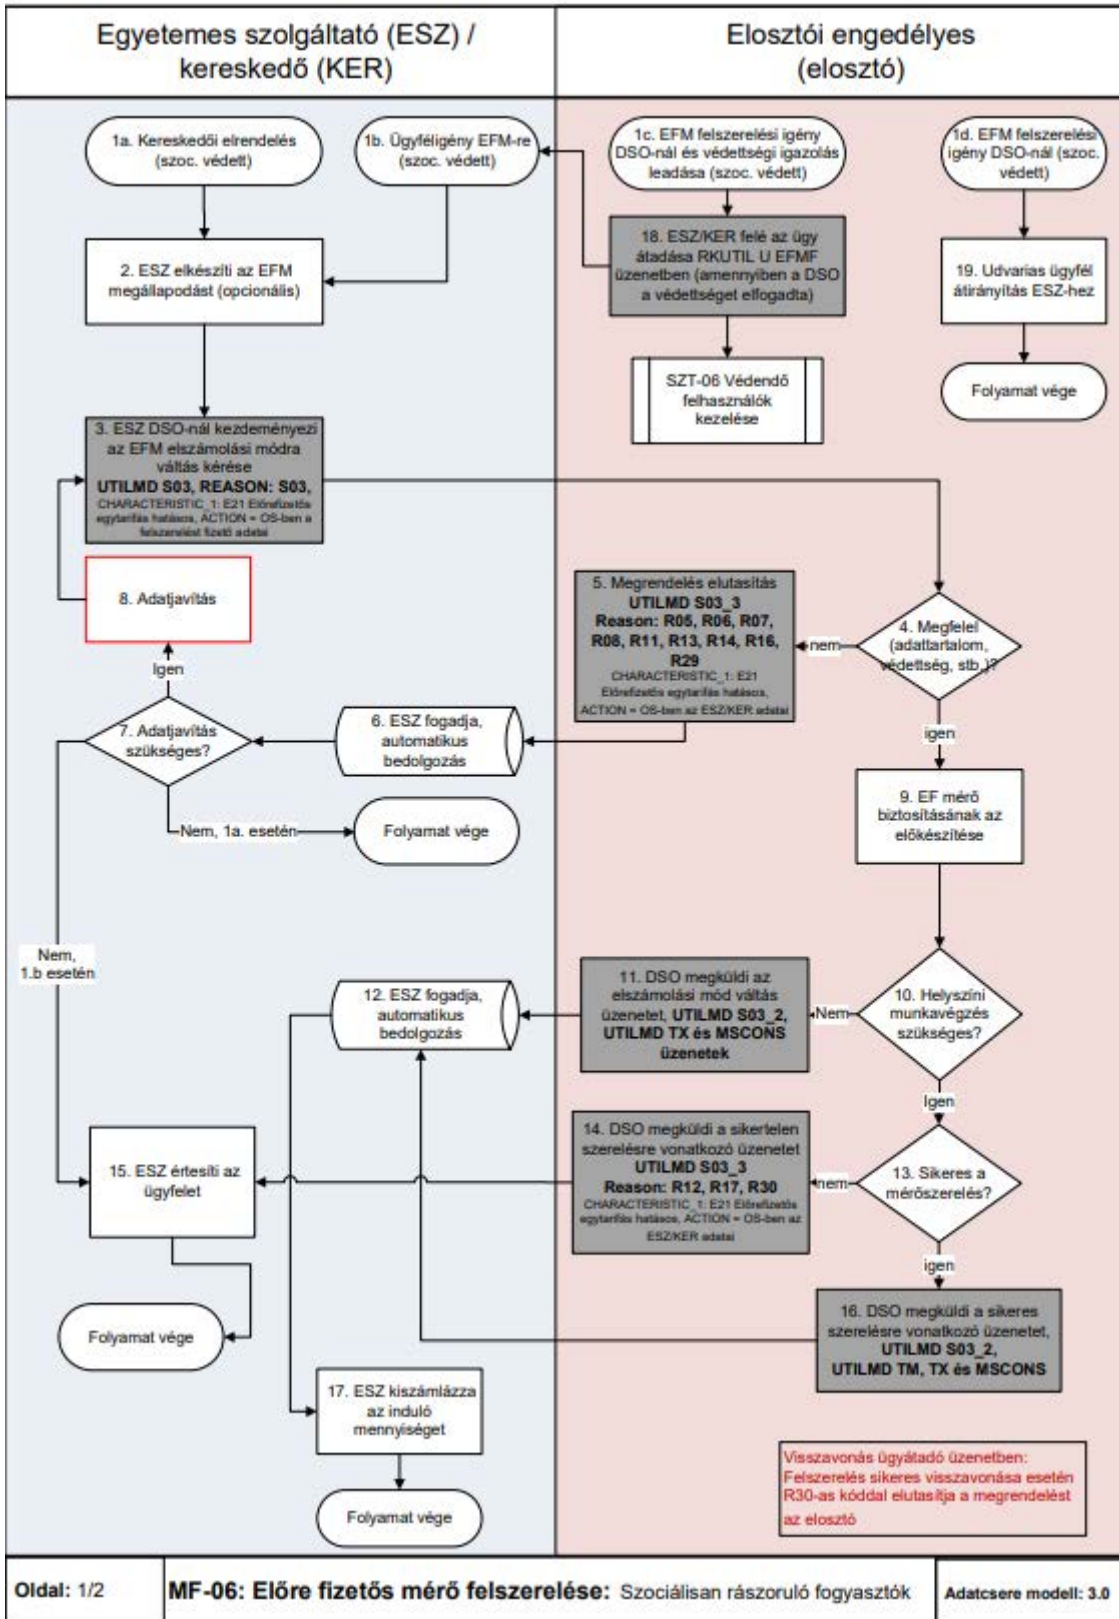 Egyetemes szolgáltató (ESZ) /
kereskedő (KER)
Elosztói engedélyes
(elosztó)
1a. Kereskedői elrendelés
(szoc. védett)
1b. Ügyféligény EFM-re
(szoc. védett)
1c. EFM felszerelési igény
DSO-nál és védettségi igazolás
leadása (szoc. védett)
1d. EFM felszerelési
igény DSO-nál (szoc.
védett)
2. ESZ elkészíti az EFM
megállapodást (opcionális)
18. ESZ/KER felé az ügy
átadása RKUTIL U EFMF
üzenetben (amennyiben a DSO
a védettséget elfogadta)
19. Udvarias ügyfél
átirányítás ESZ-hez
SZT-06 Védendő
felhasználók
kezelése
Folyamat vége
3. ESZ DSO-nál kezdeményezi
az EFM elszámolási módra
váltás kérése
UTILMD S03, REASON: S03,
CHARACTERISTIC_1: E21 Előrefizetős
egytarifás hatásos, ACTION = OS-ben a
felszerelést fizető adatai
8. Adatjavítás
Igen
5. Megrendelés elutasítás
UTILMD S03_3
Reason: R05, R06, R07,
R08, R11, R13, R14, R16,
R29
CHARACTERISTIC_1: E21
Előrefizetős egytarifás hatásos,
ACTION = OS-ben az ESZ/KER adatai
nem
4. Megfelel
(adattartalom,
védettség, stb.)?
igen
7. Adatjavítás
szükséges?
6. ESZ fogadja,
automatikus
bedolgozás
Nem, 1a. esetén
Folyamat vége
9. EF mérő
biztosításának az
előkészítése
Nem,
1.b esetén
12. ESZ fogadja,
automatikus
bedolgozás
11. DSO megküldi az
elszámolási mód váltás
üzenetet, UTILMD S03_2,
UTILMD TX és MSCONS
üzenetek
Nem
10. Helyszíni
munkavégzés
szükséges?
Igen
15. ESZ értesíti az
ügyfelet
14. DSO megküldi a sikertelen
szerelésre vonatkozó üzenetet
UTILMD S03_3
Reason: R12, R17, R30
CHARACTERISTIC_1: E21 Előrefizetős
egytarifás hatásos, ACTION = OS-ben az
ESZ/KER adatai
nem
13. Sikeres a
mérőszerelés?
igen
Folyamat vége
16. DSO megküldi a sikeres
szerelésre vonatkozó üzenetet,
UTILMD S03_2,
UTILMD TM, TX és MSCONS
17. ESZ kiszámlázza
az induló
mennyiséget
Folyamat vége
Visszavonás ügyátadó üzenetben:
Felszerelés sikeres visszavonása esetén
R30-as kóddal elutasítja a megrendelést
az elosztó
Oldal: 1/2
MF-06: Előre fizetős mérő felszerelése: Szociálisan rászoruló fogyasztók
Adatcsere modell: 3.0